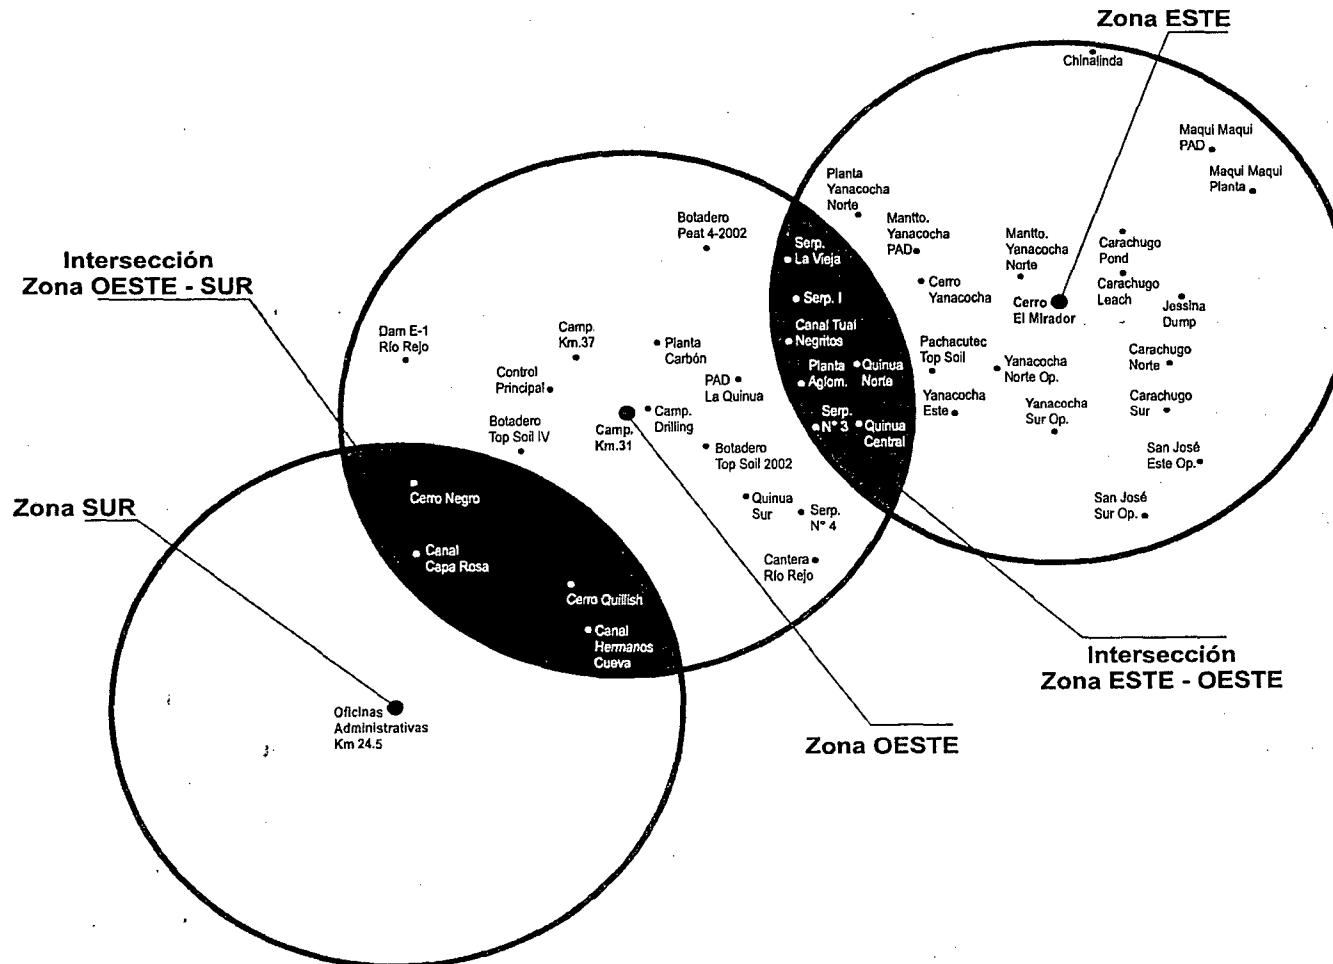 Zona ESTE
Chinalinda
Maqui Maqui
PAD
Maqui Maqui
Planta
Planta
Yanacocha
Norte
Mantto.
Yanacocha
PAD
Mantto.
Yanacocha
Norte
Carachugo
Pond
Carachugo
Leach
Cerro
Yanacocha
Cerro
El Mirador
Jessina
Dump
Pachacutec
Top Soil
Yanacocha
Norte Op.
Carachugo
Norte
Yanacocha
Este
Yanacocha
Sur Op.
Carachugo
Sur
San José
Este Op.
San José
Sur Op.
Botadero
Peat 4-2002
Serp.
La Vieja
Serp. I
Canal Tual
Negritos
Planta
Aglom.
Quinua
Norte
Serp.
N° 3
Quinua
Central
Intersección
Zona OESTE - SUR
Dam E-1
Río Rejo
Camp.
Km.37
Planta
Carbón
Control
Principal
PAD
La Quinua
Botadero
Top Soil IV
Camp.
Km.31
Camp.
Drilling
Botadero
Top Soil 2002
Quinua
Sur
Serp.
N° 4
Cantera
Río Rejo
Zona SUR
Cerro Negro
Canal
Capa Rosa
Cerro Quillish
Canal
Hermanos
Cueva
Intersección
Zona ESTE - OESTE
Oficinas
Administrativas
Km 24.5
Zona OESTE